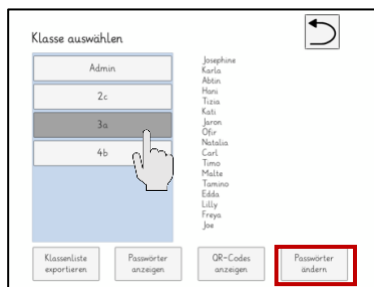 Klasse auswählen
Admin
2c
3a
4b
Josephine
Karla
Abtin
Hani
Tizia
Kati
Jaron
Ofir
Natalia
Carl
Timo
Malte
Tamino
Edda
Lilly
Freya
Joe
Klassenliste
exportieren
Passwörter
anzeigen
QR-Codes
anzeigen
Passwörter
ändern